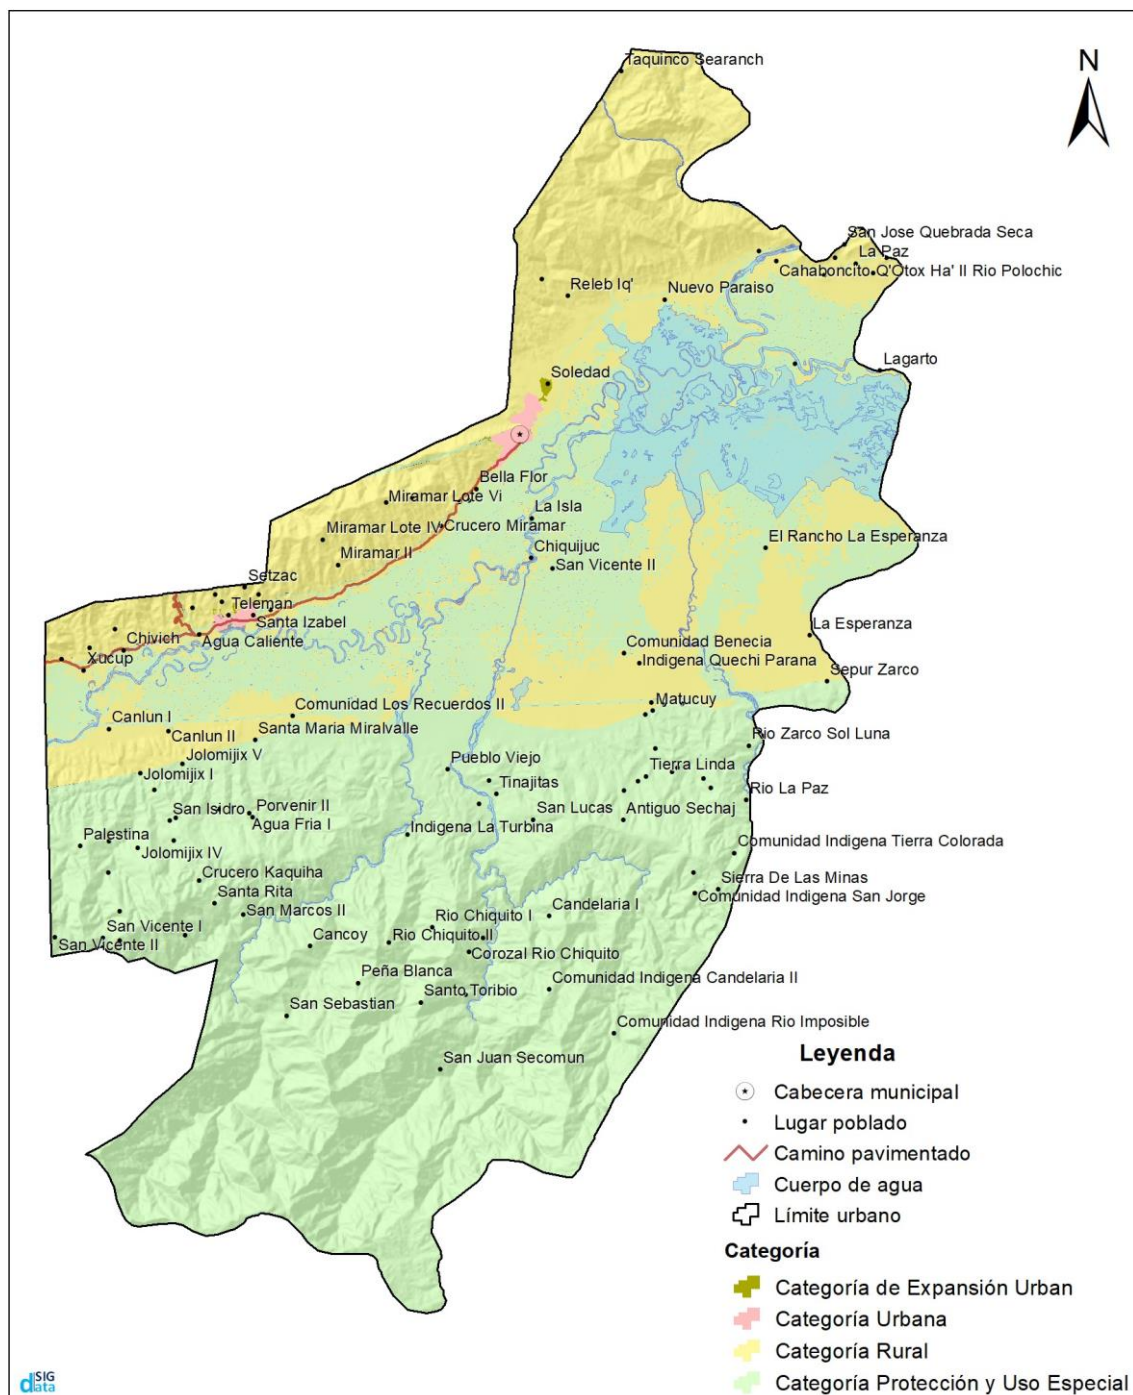 Taquinco Searanch
N
San Jose Quebrada Seca
La Paz
Cahaboncito Q'Otox Ha' II Rio Polochic
Releb Iq'
Nuevo Paraiso
Lagarto
Soledad
Bella Flor
Miramar Lote Vi
La Isla
Miramar Lote IV
Crucero Miramar
El Rancho La Esperanza
Miramar II
Chiquijuc
San Vicente II
Setzac
Teleman
Santa Izabel
La Esperanza
Chivich
Agua Caliente
Comunidad Benecia
Xucup
Indigena Quechi Parana
Sepur Zarco
Matucuy
Comunidad Los Recuerdos II
Canlun I
Santa Maria Miralvalle
Canlun II
Rio Zarco Sol Luna
Jolomijix V
Pueblo Viejo
Tierra Linda
Jolomijix I
Tinajitas
Rio La Paz
San Isidro
Porvenir II
San Lucas
Antiguo Sechaj
Agua Fria I
Indigena La Turbina
Palestina
Jolomijix IV
Comunidad Indigena Tierra Colorada
Crucero Kaquiha
Sierra De Las Minas
Santa Rita
Comunidad Indigena San Jorge
San Marcos II
Rio Chiquito I
Candelaria I
San Vicente I
San Vicente II
Cancoy
Rio Chiquito II
Corozal Rio Chiquito
Peña Blanca
Comunidad Indigena Candelaria II
Santo Toribio
San Sebastian
Comunidad Indigena Rio Imposible
San Juan Secomun
Leyenda
Cabecera municipal
Lugar poblado
Camino pavimentado
Cuerpo de agua
Límite urbano
Categoría
Categoría de Expansión Urban
Categoría Urbana
Categoría Rural
Categoría Protección y Uso Especial
SIG
data